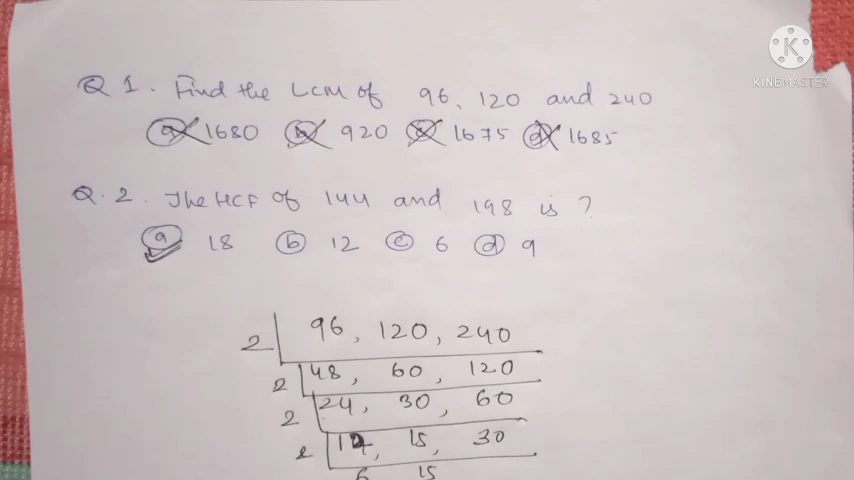 K
KINEMASTER
Q 1. Find the LCM of 96, 120 and 240
a 1680 b 920 c 1675 d 1685
Q. 2. The HCF of 144 and 198 is ?
a 18 b 12 c 6 d 9
2 96, 120, 240
2 48, 60, 120
2 24, 30, 60
2 12, 15, 30
6 15